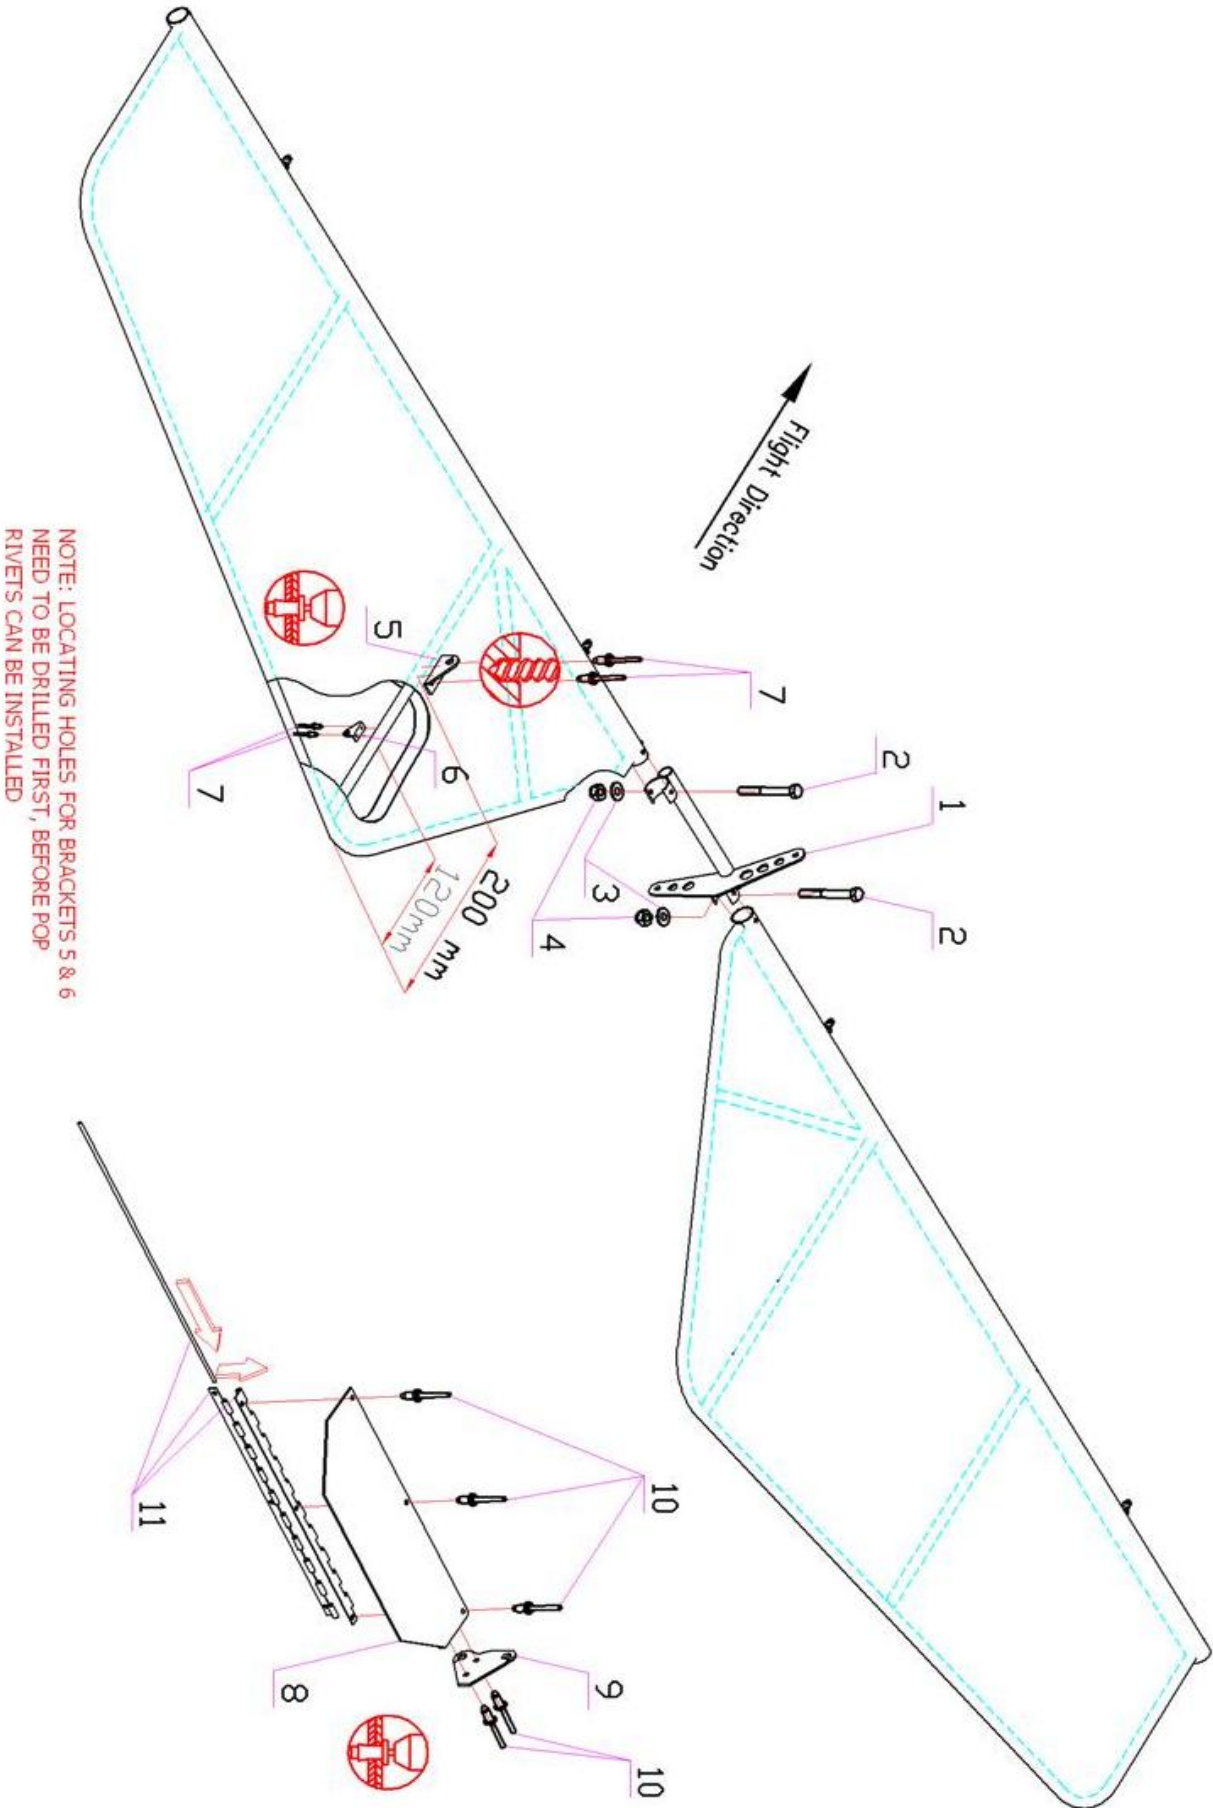 Flight Direction
2
1
2
7
3
4
5
6
7
200 mm
120mm
NOTE: LOCATING HOLES FOR BRACKETS 5 & 6
NEED TO BE DRILLED FIRST, BEFORE POP
RIVETS CAN BE INSTALLED
10
11
9
8
10